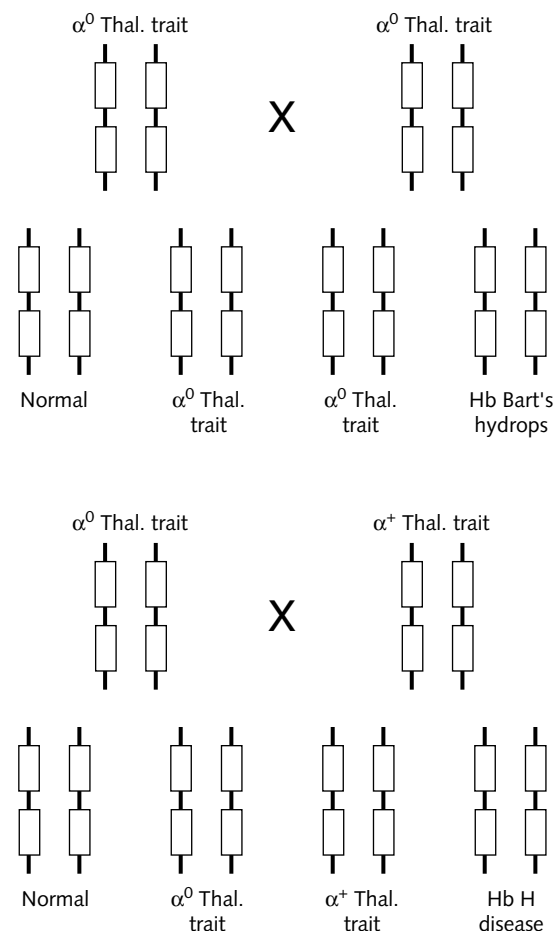 α⁰ Thal. trait α⁰ Thal. trait
X
Normal α⁰ Thal. trait α⁰ Thal. trait Hb Bart's hydrops
α⁰ Thal. trait α⁺ Thal. trait
X
Normal α⁰ Thal. trait α⁺ Thal. trait Hb H disease